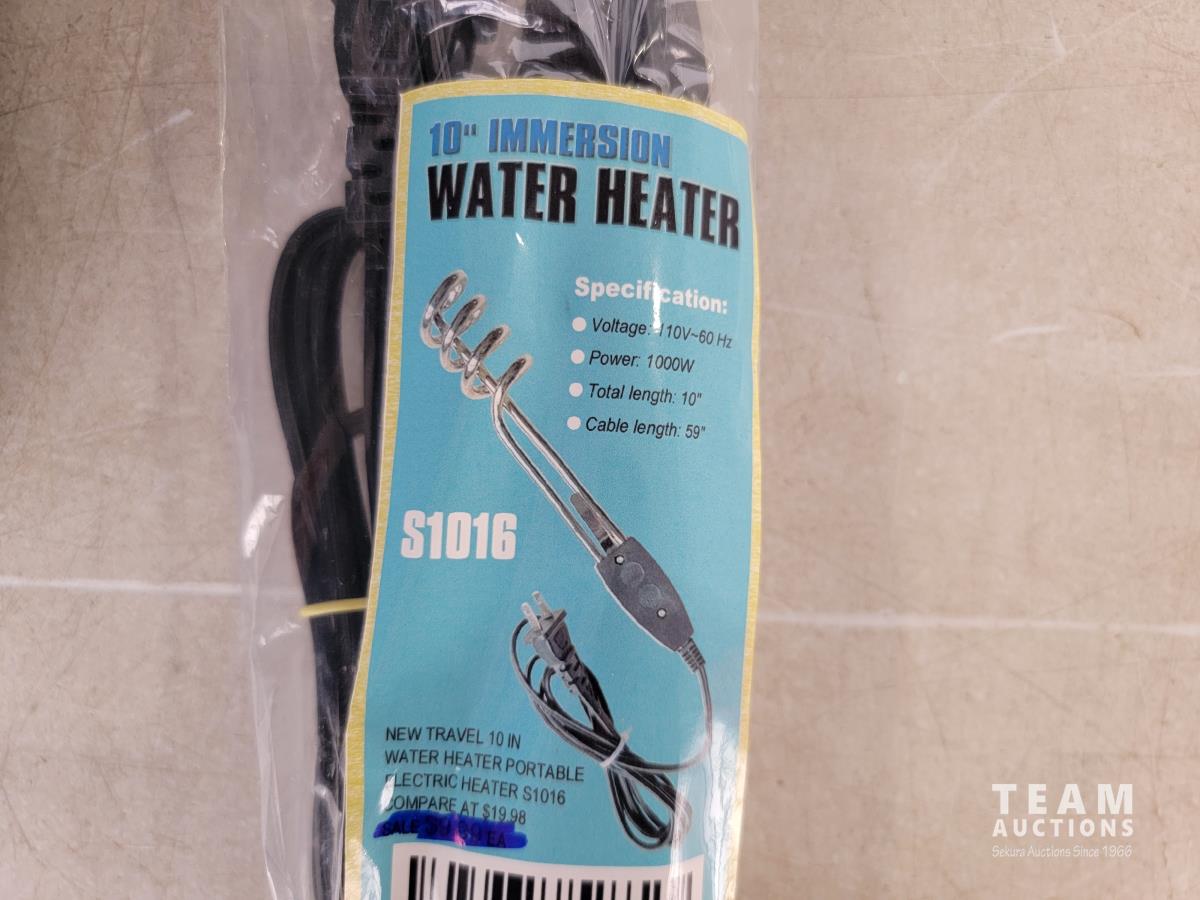 10" IMMERSION
WATER HEATER
Specification:
Voltage: 110V~60 Hz
Power: 1000W
Total length: 10"
Cable length: 59"
S1016
NEW TRAVEL 10 IN
WATER HEATER PORTABLE
ELECTRIC HEATER S1016
COMPARE AT $19.98
SALE EA
TEAM
AUCTIONS
Sekura Auctions Since 1966